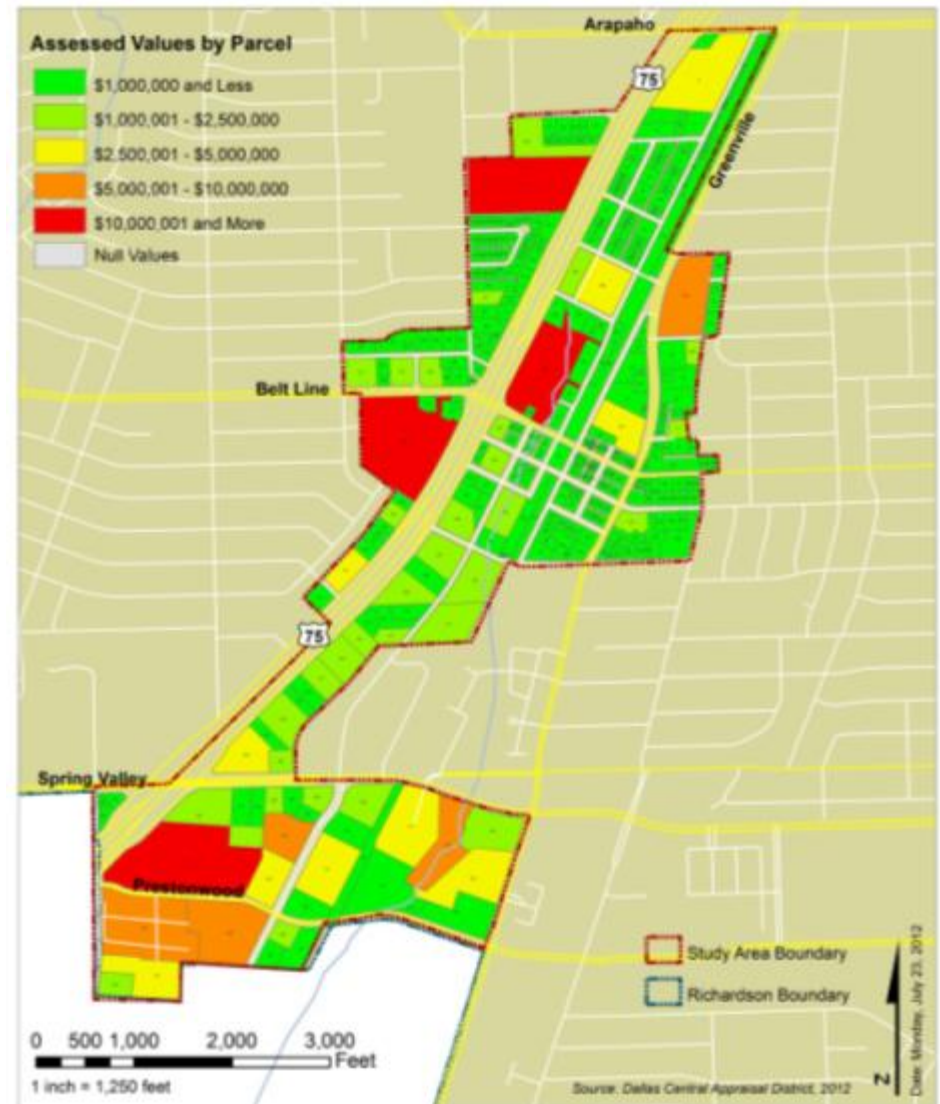 Arapaho
Assessed Values by Parcel
$1,000,000 and Less
75
$1,000,001 - $2,500,000
$2,500,001 - $5,000,000
$5,000,001 - $10,000,000
$10,000,001 and More
Null Values
Greenville
Belt Line
75
Spring Valley
Prestonwood
Study Area Boundary
Richardson Boundary
0 500 1,000 2,000 3,000
Feet
1 inch = 1,250 feet
Source: Dallas Central Appraisal District, 2012
N
Date: Monday, July 23, 2012